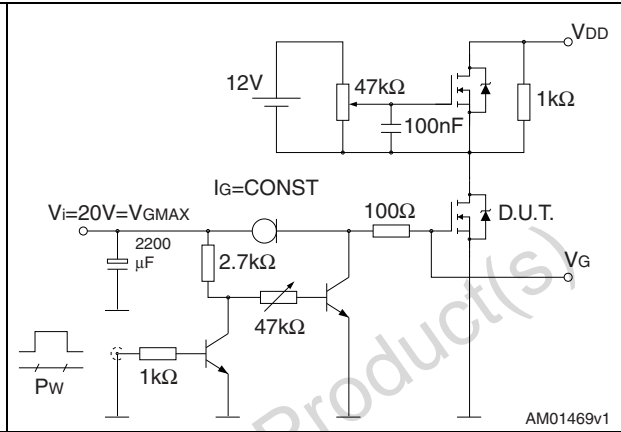 VDD
12V
47kΩ
1kΩ
100nF
IG=CONST
Vi=20V=VGMAX
100Ω
D.U.T.
2200
μF
2.7kΩ
VG
47kΩ
1kΩ
PW
Product(s)
AM01469v1